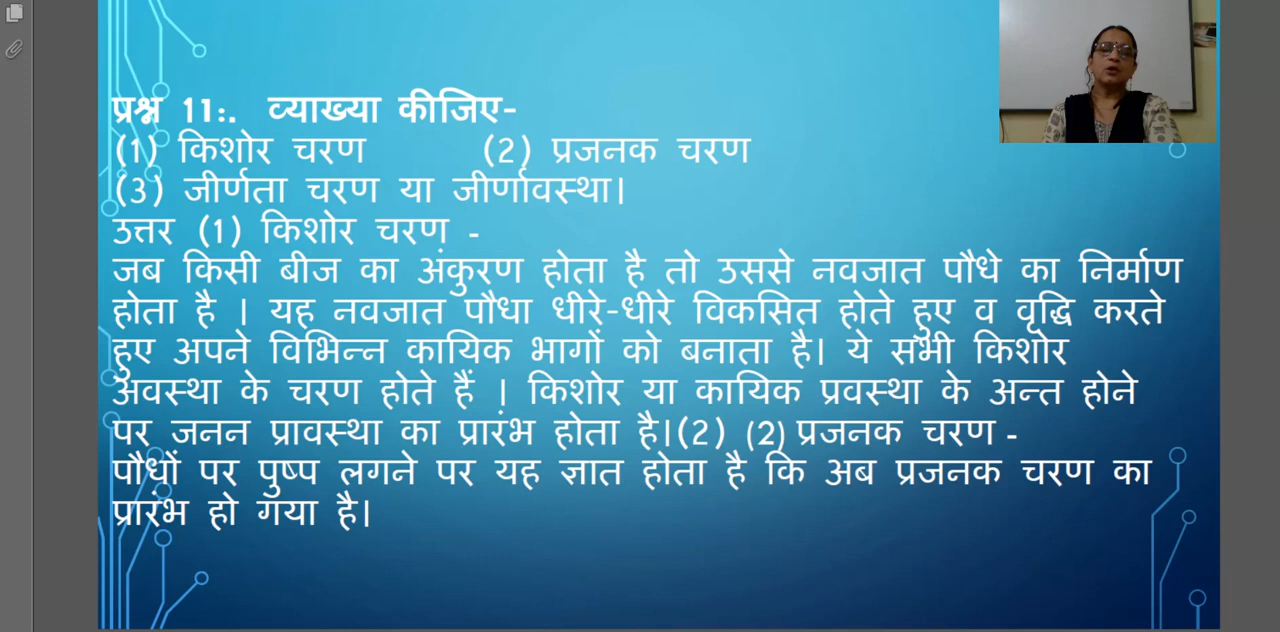 प्रश्न 11:. व्याख्या कीजिए-
(1) किशोर चरण (2) प्रजनक चरण
(3) जीर्णता चरण या जीर्णावस्था।
उत्तर (1) किशोर चरण -
जब किसी बीज का अंकुरण होता है तो उससे नवजात पौधे का निर्माण
होता है । यह नवजात पौधा धीरे-धीरे विकसित होते हुए व वृद्धि करते
हुए अपने विभिन्न कायिक भागों को बनाता है। ये सभी किशोर
अवस्था के चरण होते हैं । किशोर या कायिक प्रवस्था के अन्त होने
पर जनन प्रावस्था का प्रारंभ होता है।(2) (2) प्रजनक चरण -
पौधों पर पुष्प लगने पर यह ज्ञात होता है कि अब प्रजनक चरण का
प्रारंभ हो गया है।